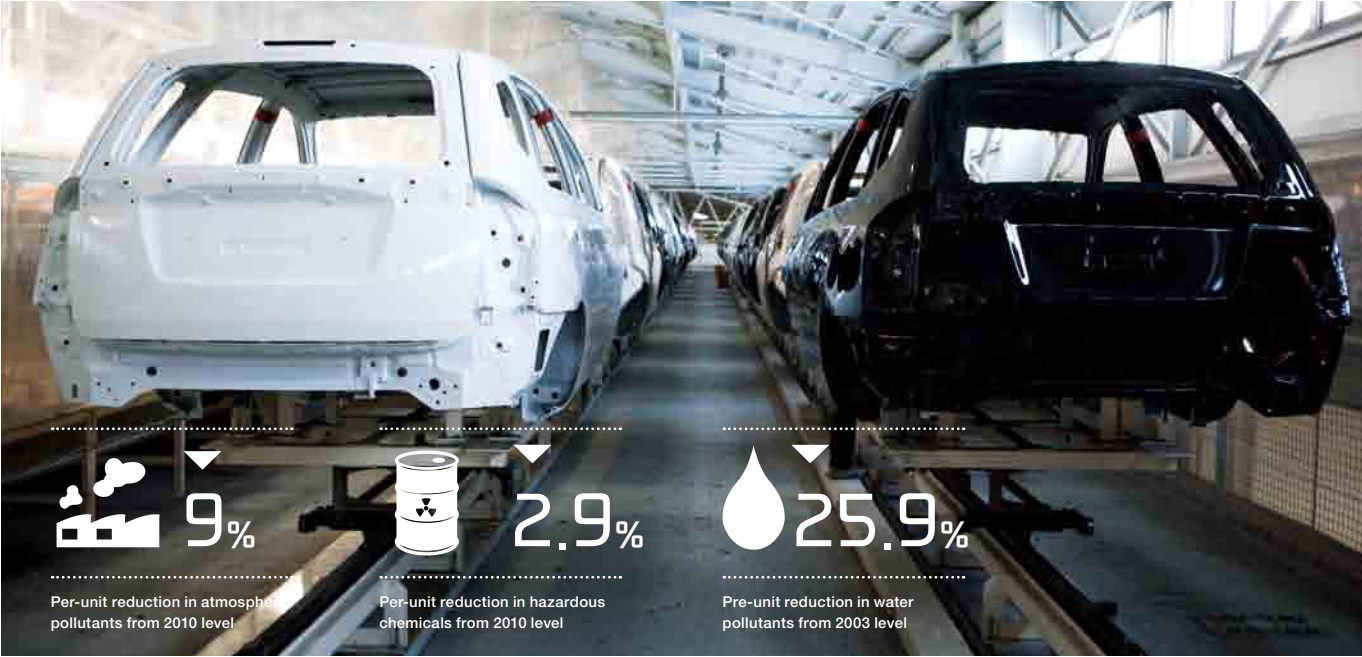 9%
Per-unit reduction in atmospheric
pollutants from 2010 level
2.9%
Per-unit reduction in hazardous
chemicals from 2010 level
25.9%
Pre-unit reduction in water
pollutants from 2003 level